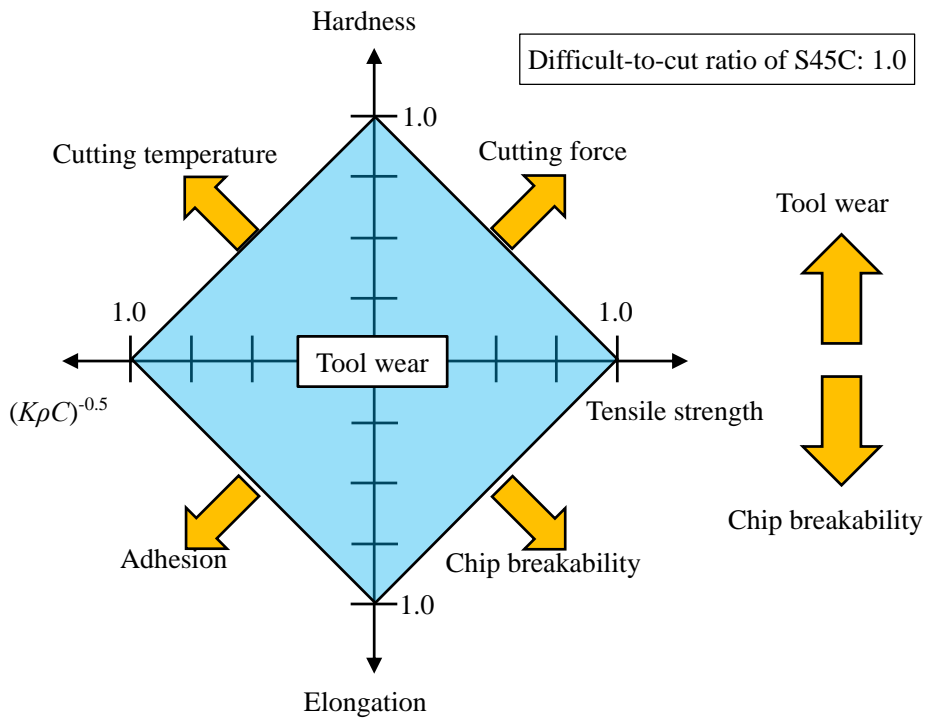 Hardness
Difficult-to-cut ratio of S45C: 1.0
1.0
Cutting temperature
Cutting force
Tool wear
1.0
1.0
Tool wear
(KρC)-0.5
Tensile strength
Chip breakability
Adhesion
Chip breakability
1.0
Elongation